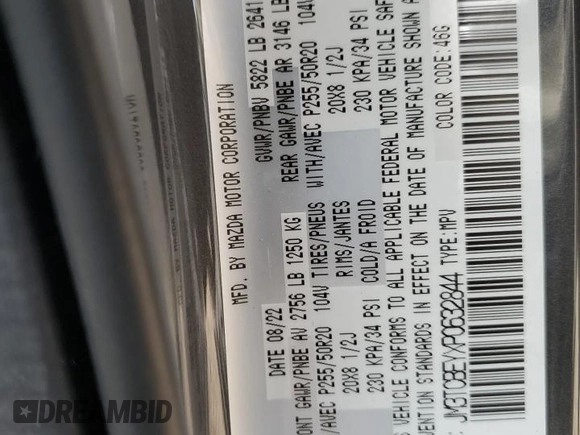 MFD. BY MAZDA MOTOR CORPORATION
DATE 08/22 GVWR/PNBV 5822 LB 2641
ONT GAWR/PNBE AV 2756 LB 1250 KG REAR GAWR/PNBE AR 3146 LB
/AVEC P255/50R20 104V TIRES/PNEUS WITH/AVEC P255/50R20 104V
20X8 1/2J RIMS/JANTES 20X8 1/2J
230 KPA/34 PSI COLD/A FROID 230 KPA/34 PSI
S VEHICLE CONFORMS TO ALL APPLICABLE FEDERAL MOTOR VEHICLE SAF
VENTION STANDARDS IN EFFECT ON THE DATE OF MANUFACTURE SHOWN A
JM3TCBEY/P0632844 TYPE:MPV COLOR CODE:46G
DREAMBID